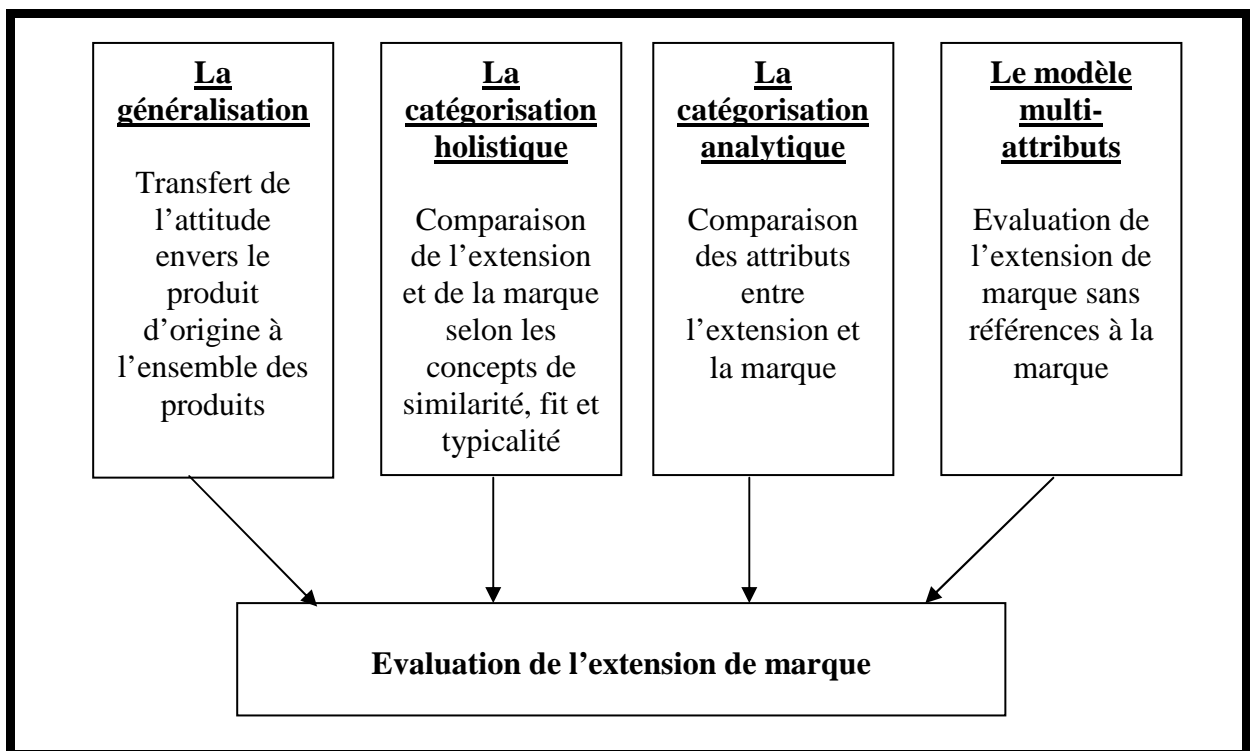 La
généralisation
Transfert de
l’attitude
envers le
produit
d’origine à
l’ensemble des
produits
La
catégorisation
holistique
Comparaison
de l’extension
et de la marque
selon les
concepts de
similarité, fit et
typicalité
La
catégorisation
analytique
Comparaison
des attributs
entre
l’extension et
la marque
Le modèle
multi-
attributs
Evaluation de
l’extension de
marque sans
références à la
marque
Evaluation de l’extension de marque